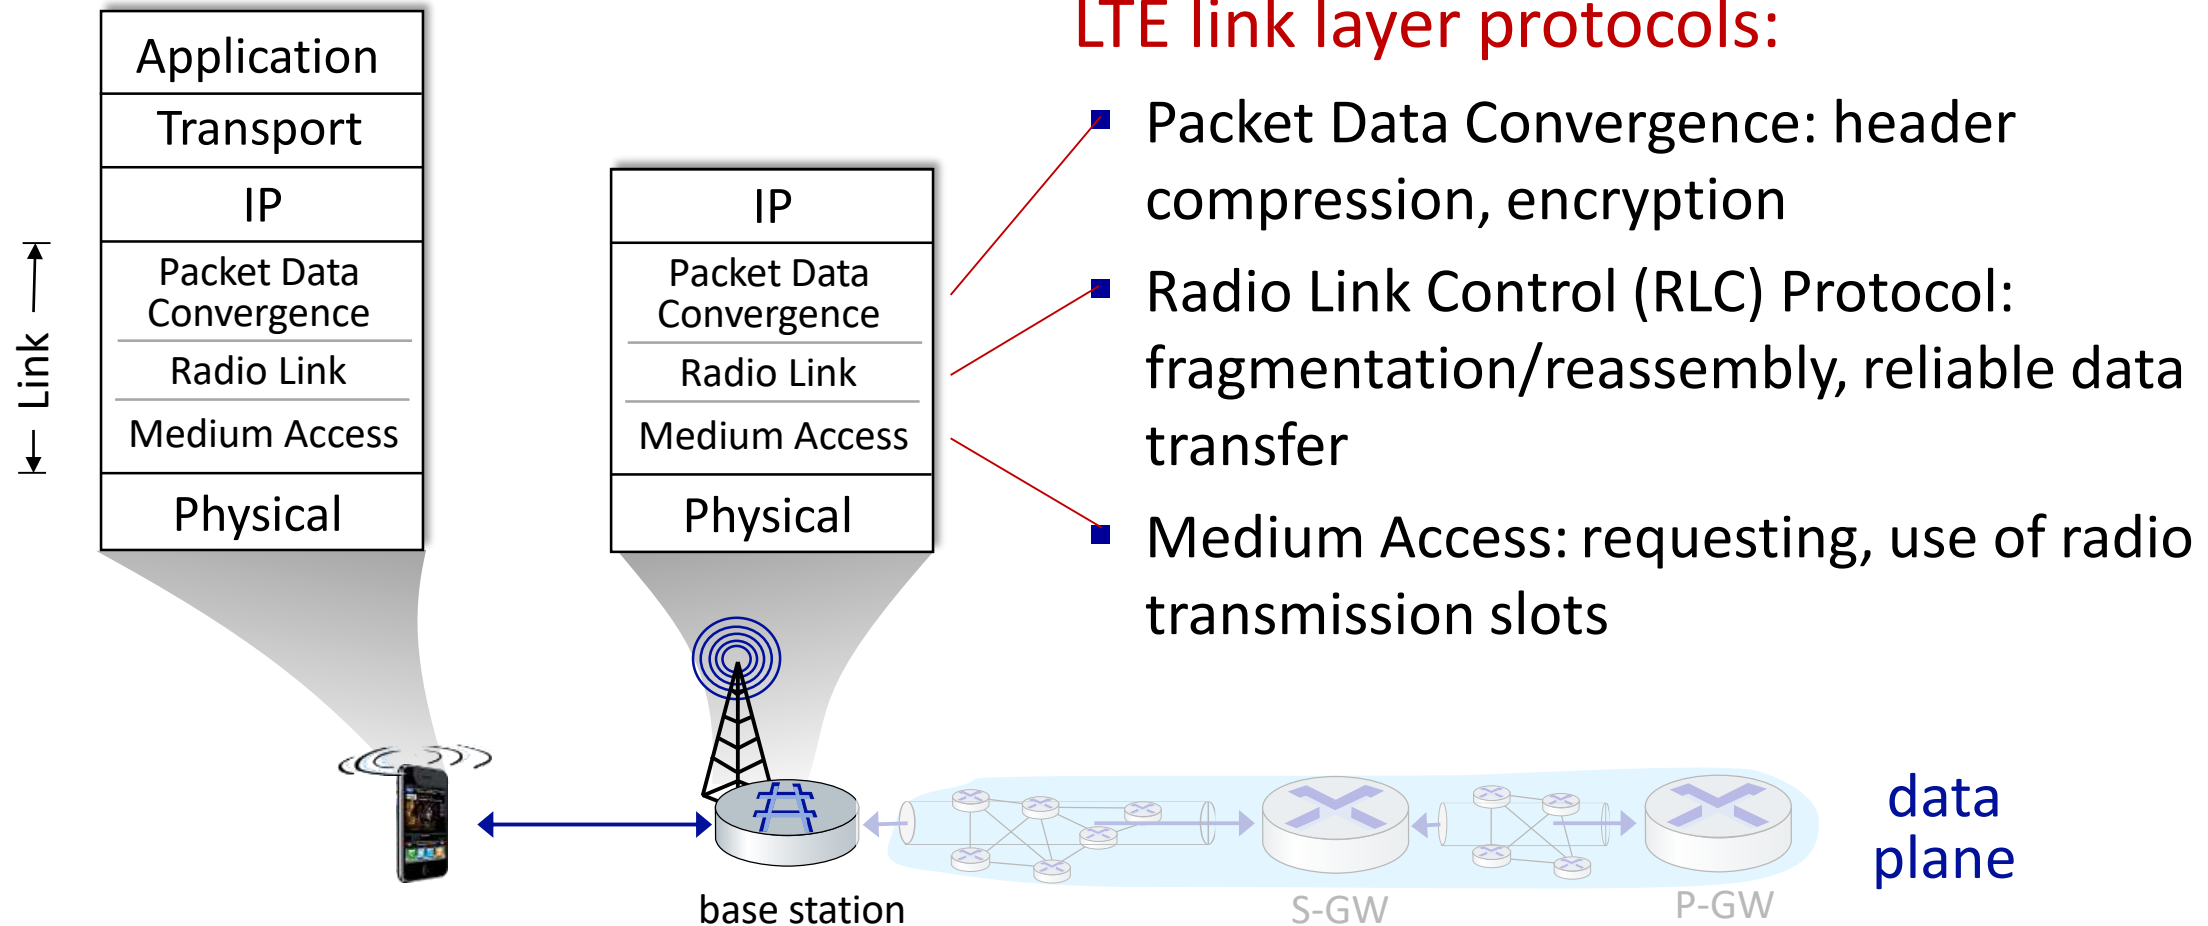 LTE link layer protocols:
Application
Transport
IP
Packet Data
Convergence
Radio Link
Medium Access
Physical
Link
IP
Packet Data
Convergence
Radio Link
Medium Access
Physical
▪ Packet Data Convergence: header
compression, encryption
▪ Radio Link Control (RLC) Protocol:
fragmentation/reassembly, reliable data
transfer
▪ Medium Access: requesting, use of radio
transmission slots
base station
S-GW
P-GW
data
plane